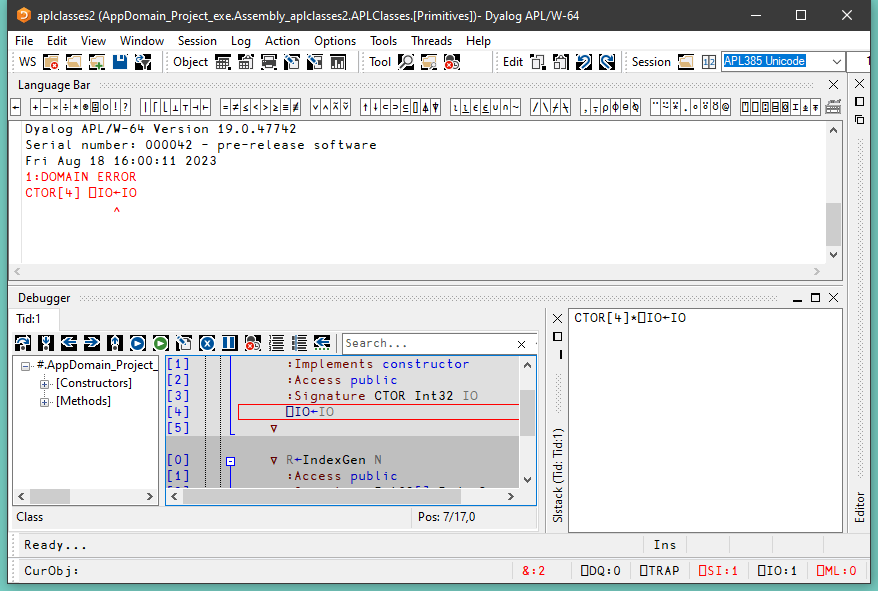 aplclasses2 (AppDomain_Project_exe.Assembly_aplclasses2.APLClasses.[Primitives])- Dyalog APL/W-64
File Edit View Window Session Log Action Options Tools Threads Help
WS Object Tool Edit Session APL385 Unicode 1
Language Bar
← + - × ÷ * ⍟ ⌹ ○ ! ? | ⌈ ⌊ ⊥ ⊤ ⊣ ⊢ = ≠ ≤ < > ≥ ≡ ≢ ∨ ∧ ⍲ ⍱ ↑ ↓ ⊂ ⊃ ⊆ ⌷ ⍋ ⍒ ⍳ ⍸ ∊ ⍷ ∪ ∩ ~ / \ ⌿ ⍀ , ⍪ ⍴ ⌽ ⊖ ⍉ ¨ ⍨ ⍣ . ∘ ⍤ ⍥ @
Dyalog APL/W-64 Version 19.0.47742
Serial number: 000042 - pre-release software
Fri Aug 18 16:00:11 2023
1:DOMAIN ERROR
CTOR[4] ⎕IO←IO
^
Debugger
Tid:1
Search...
#.AppDomain_Project_
[Constructors]
[Methods]
[1] :Implements constructor
[2] :Access public
[3] :Signature CTOR Int32 IO
[4] ⎕IO←IO
[5] ∇
[0] ∇ R←IndexGen N
[1] :Access public
Class Pos: 7/17,0
SIstack (Tid: Tid:1)
CTOR[4]*⎕IO←IO
Editor
Ready... Ins
CurObj: &:2 ⎕DQ:0 ⎕TRAP ⎕SI:1 ⎕IO:1 ⎕ML:0